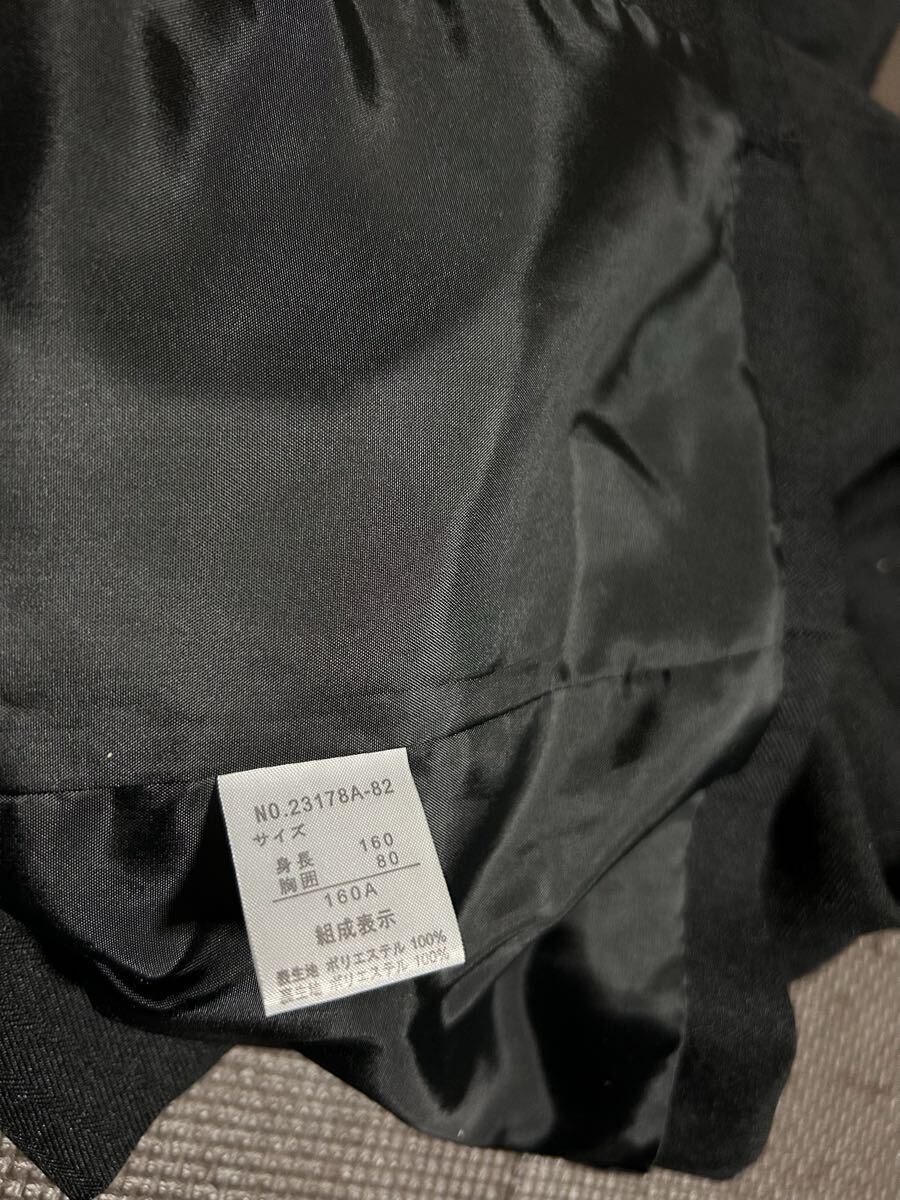 NO.23178A-82
サイズ
身長 160
胸囲 80
160A
組成表示
表生地 ポリエステル 100%
表生地 ポリエステル 100%